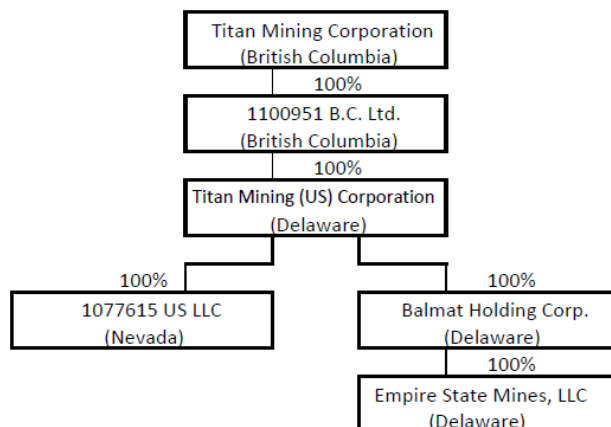 Titan Mining Corporation
(British Columbia)
100%
1100951 B.C. Ltd.
(British Columbia)
100%
Titan Mining (US) Corporation
(Delaware)
100%
100%
1077615 US LLC
(Nevada)
Balmat Holding Corp.
(Delaware)
100%
Empire State Mines, LLC
(Delaware)